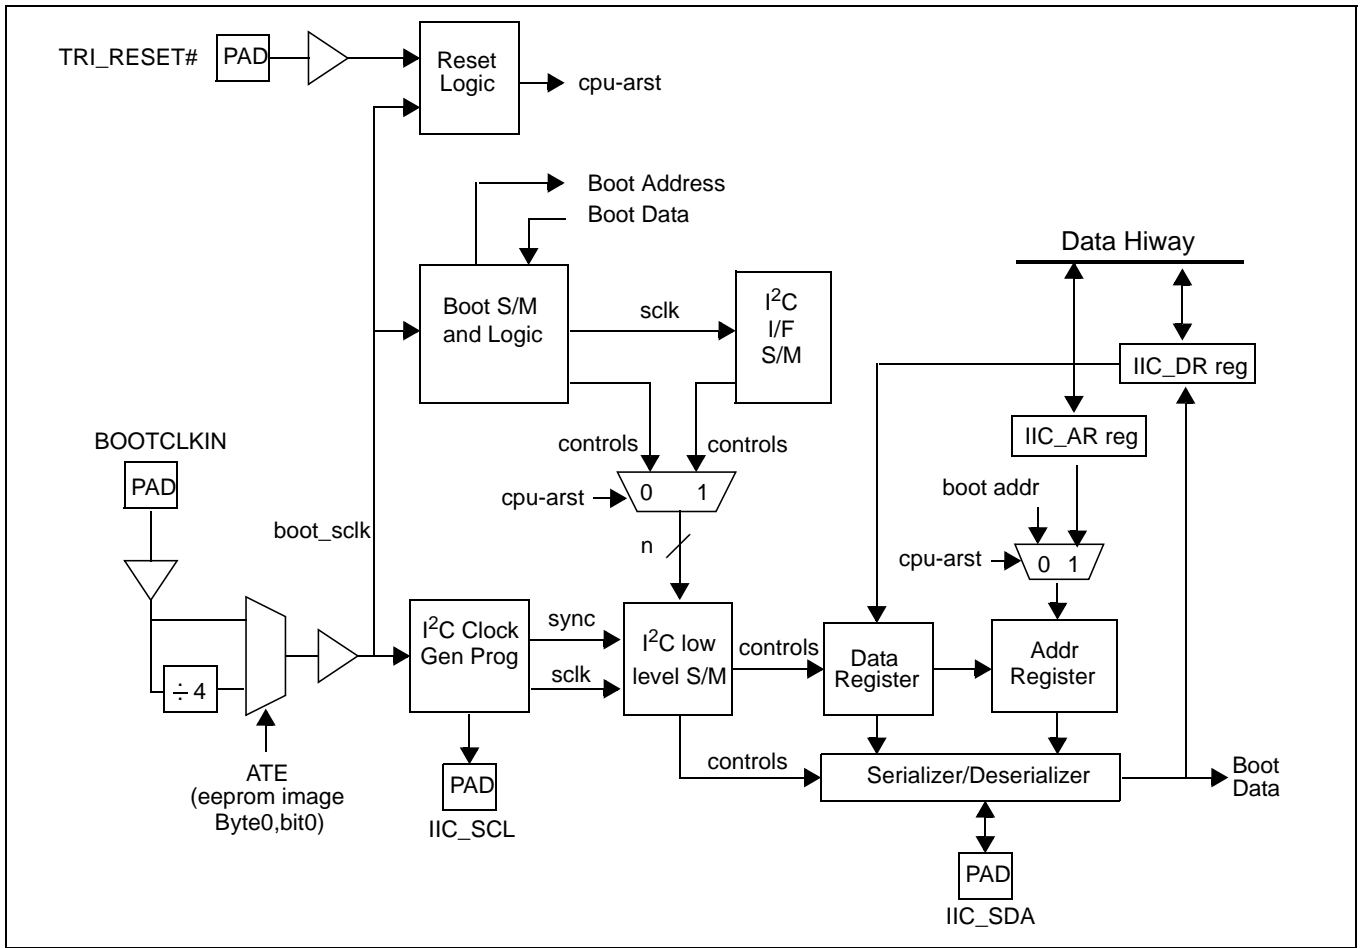 TRI_RESET#
PAD
Reset
Logic
cpu-arst
Boot Address
Boot Data
Data Hiway
Boot S/M
and Logic
sclk
I²C
I/F
S/M
IIC_DR reg
IIC_AR reg
controls
controls
BOOTCLKIN
PAD
cpu-arst
0 1
boot addr
boot_sclk
n
cpu-arst
0 1
I²C Clock
Gen Prog
sync
sclk
I²C low
level S/M
controls
Data
Register
Addr
Register
÷ 4
ATE
(eeprom image
Byte0,bit0)
PAD
IIC_SCL
controls
Serializer/Deserializer
Boot
Data
PAD
IIC_SDA